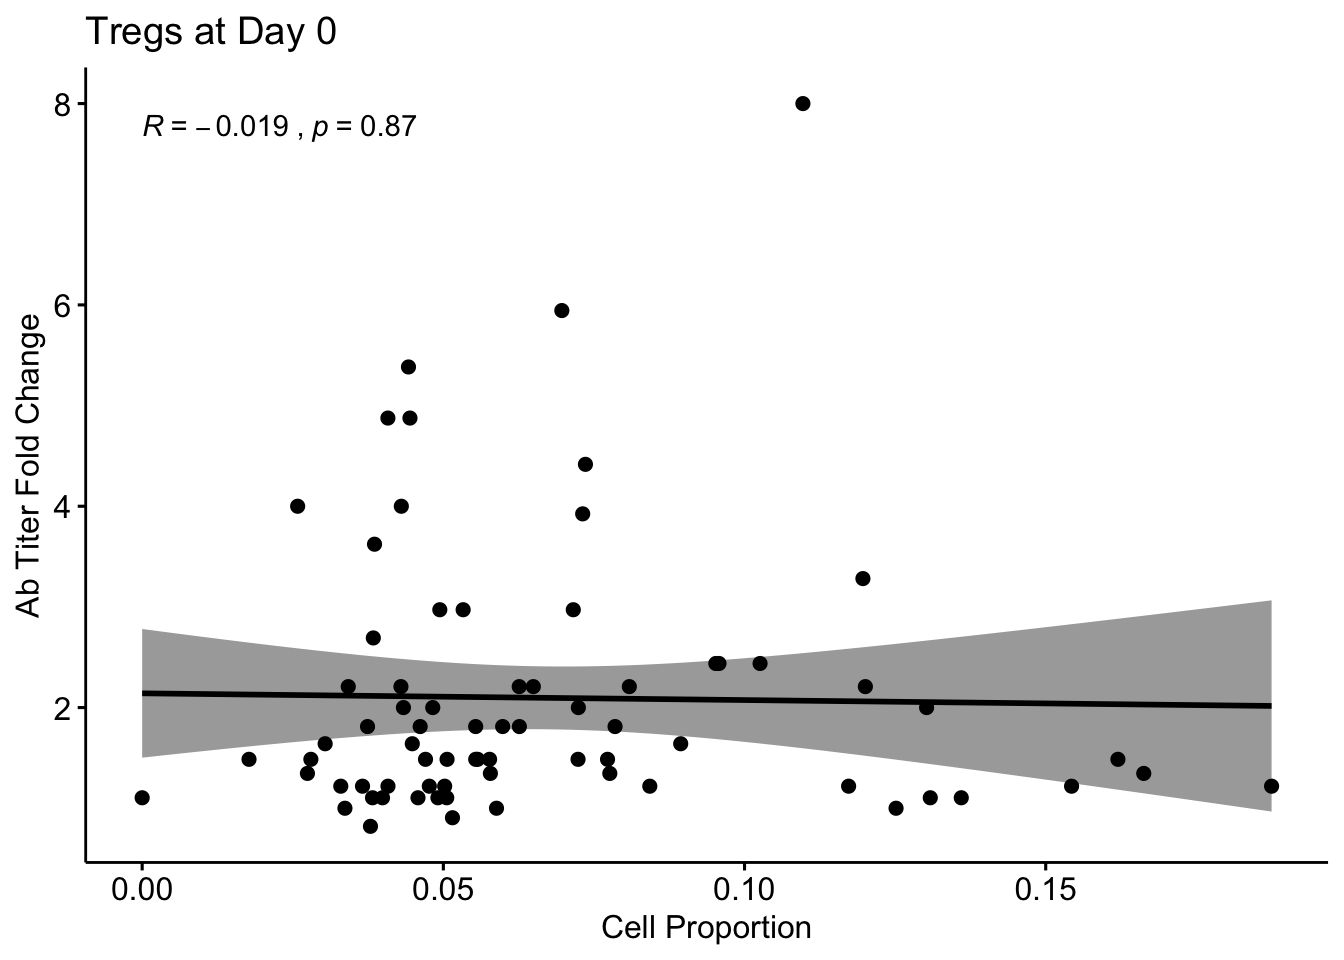 Tregs at Day 0
R = −0.019 , p = 0.87
8
6
4
2
Ab Titer Fold Change
0.00 0.05 0.10 0.15
Cell Proportion